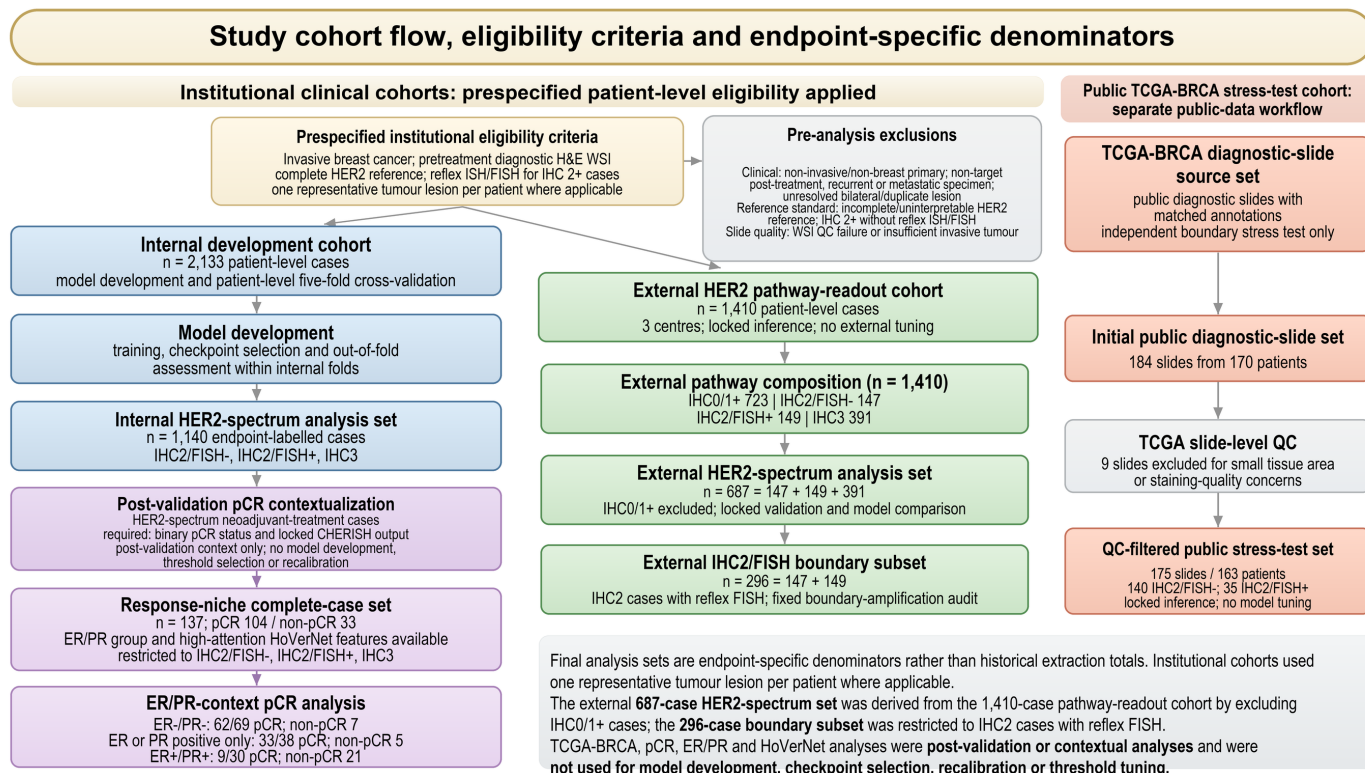 Study cohort flow, eligibility criteria and endpoint-specific denominators
Institutional clinical cohorts: prespecified patient-level eligibility applied
Public TCGA-BRCA stress-test cohort:
separate public-data workflow
Prespecified institutional eligibility criteria
Invasive breast cancer; pretreatment diagnostic H&E WSI
complete HER2 reference; reflex ISH/FISH for IHC 2+ cases
one representative tumour lesion per patient where applicable
Pre-analysis exclusions
Clinical: non-invasive/non-breast primary; non-target
post-treatment, recurrent or metastatic specimen;
unresolved bilateral/duplicate lesion
Reference standard: incomplete/uninterpretable HER2
reference; IHC 2+ without reflex ISH/FISH
Slide quality: WSI QC failure or insufficient invasive tumour
Internal development cohort
n = 2,133 patient-level cases
model development and patient-level five-fold cross-validation
Model development
training, checkpoint selection and out-of-fold
assessment within internal folds
Internal HER2-spectrum analysis set
n = 1,140 endpoint-labelled cases
IHC2/FISH-, IHC2/FISH+, IHC3
Post-validation pCR contextualization
HER2-spectrum neoadjuvant-treatment cases
required: binary pCR status and locked CHERISH output
post-validation context only; no model development,
threshold selection or recalibration
Response-niche complete-case set
n = 137; pCR 104 / non-pCR 33
ER/PR group and high-attention HoVerNet features available
restricted to IHC2/FISH-, IHC2/FISH+, IHC3
ER/PR-context pCR analysis
ER-/PR-: 62/69 pCR; non-pCR 7
ER or PR positive only: 33/38 pCR; non-pCR 5
ER+/PR+: 9/30 pCR; non-pCR 21
External HER2 pathway-readout cohort
n = 1,410 patient-level cases
3 centres; locked inference; no external tuning
External pathway composition (n = 1,410)
IHC0/1+ 723 | IHC2/FISH- 147
IHC2/FISH+ 149 | IHC3 391
External HER2-spectrum analysis set
n = 687 = 147 + 149 + 391
IHC0/1+ excluded; locked validation and model comparison
External IHC2/FISH boundary subset
n = 296 = 147 + 149
IHC2 cases with reflex FISH; fixed boundary-amplification audit
TCGA-BRCA diagnostic-slide
source set
public diagnostic slides with
matched annotations
independent boundary stress test only
Initial public diagnostic-slide set
184 slides from 170 patients
TCGA slide-level QC
9 slides excluded for small tissue area
or staining-quality concerns
QC-filtered public stress-test set
175 slides / 163 patients
140 IHC2/FISH-; 35 IHC2/FISH+
locked inference; no model tuning
Final analysis sets are endpoint-specific denominators rather than historical extraction totals. Institutional cohorts used
one representative tumour lesion per patient where applicable.
The external 687-case HER2-spectrum set was derived from the 1,410-case pathway-readout cohort by excluding
IHC0/1+ cases; the 296-case boundary subset was restricted to IHC2 cases with reflex FISH.
TCGA-BRCA, pCR, ER/PR and HoVerNet analyses were post-validation or contextual analyses and were
not used for model development, checkpoint selection, recalibration or threshold tuning.